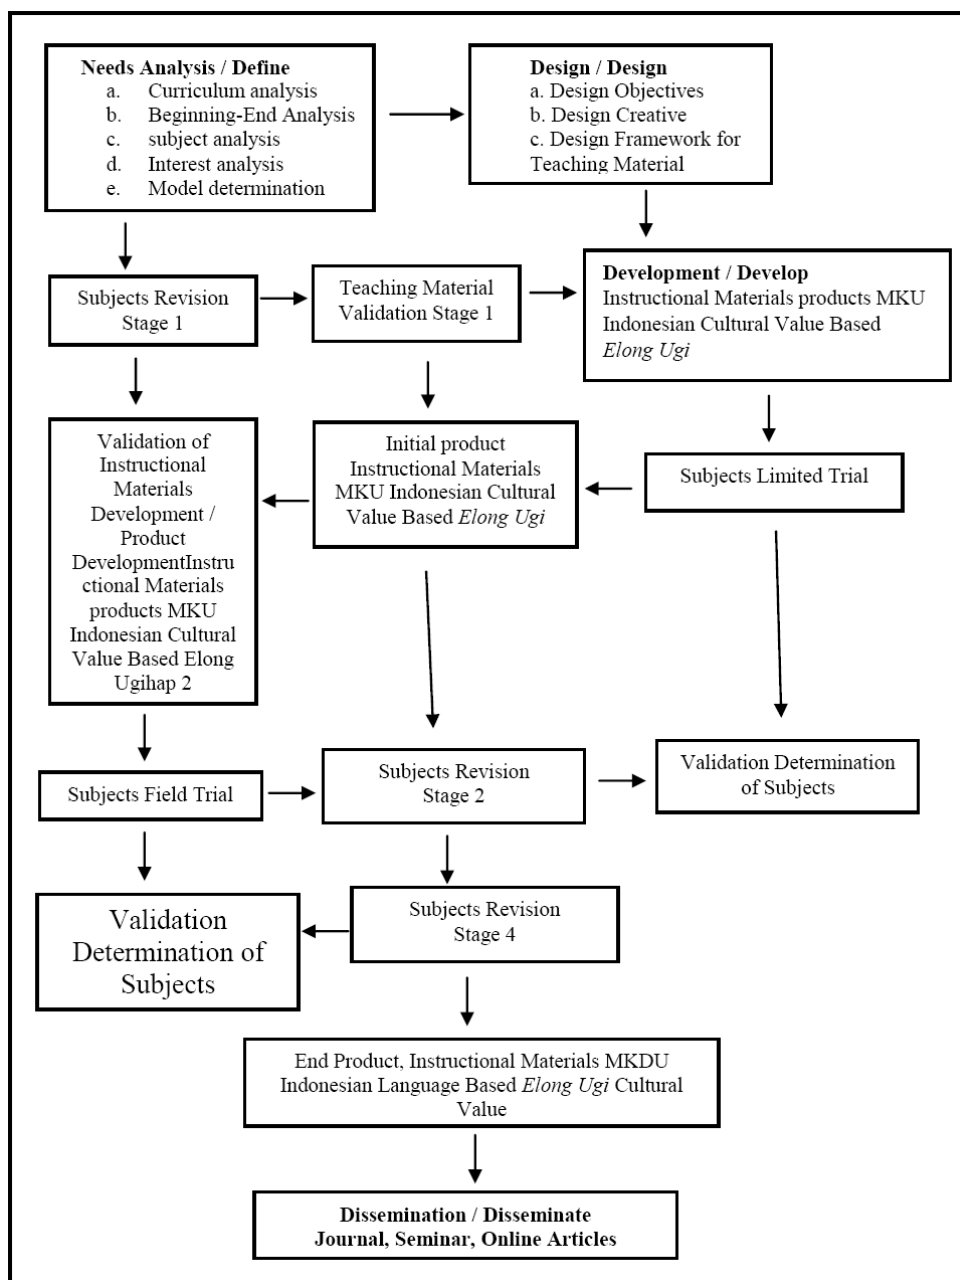 Needs Analysis / Define
a. Curriculum analysis
b. Beginning-End Analysis
c. subject analysis
d. Interest analysis
e. Model determination
Design / Design
a. Design Objectives
b. Design Creative
c. Design Framework for
Teaching Material
Subjects Revision
Stage 1
Teaching Material
Validation Stage 1
Development / Develop
Instructional Materials products MKU
Indonesian Cultural Value Based
Elong Ugi
Validation of
Instructional
Materials
Development /
Product
DevelopmentInstru
ctional Materials
products MKU
Indonesian Cultural
Value Based Elong
Ugihap 2
Initial product
Instructional Materials
MKU Indonesian Cultural
Value Based Elong Ugi
Subjects Limited Trial
Subjects Field Trial
Subjects Revision
Stage 2
Validation Determination
of Subjects
Validation
Determination of
Subjects
Subjects Revision
Stage 4
End Product, Instructional Materials MKDU
Indonesian Language Based Elong Ugi Cultural
Value
Dissemination / Disseminate
Journal, Seminar, Online Articles